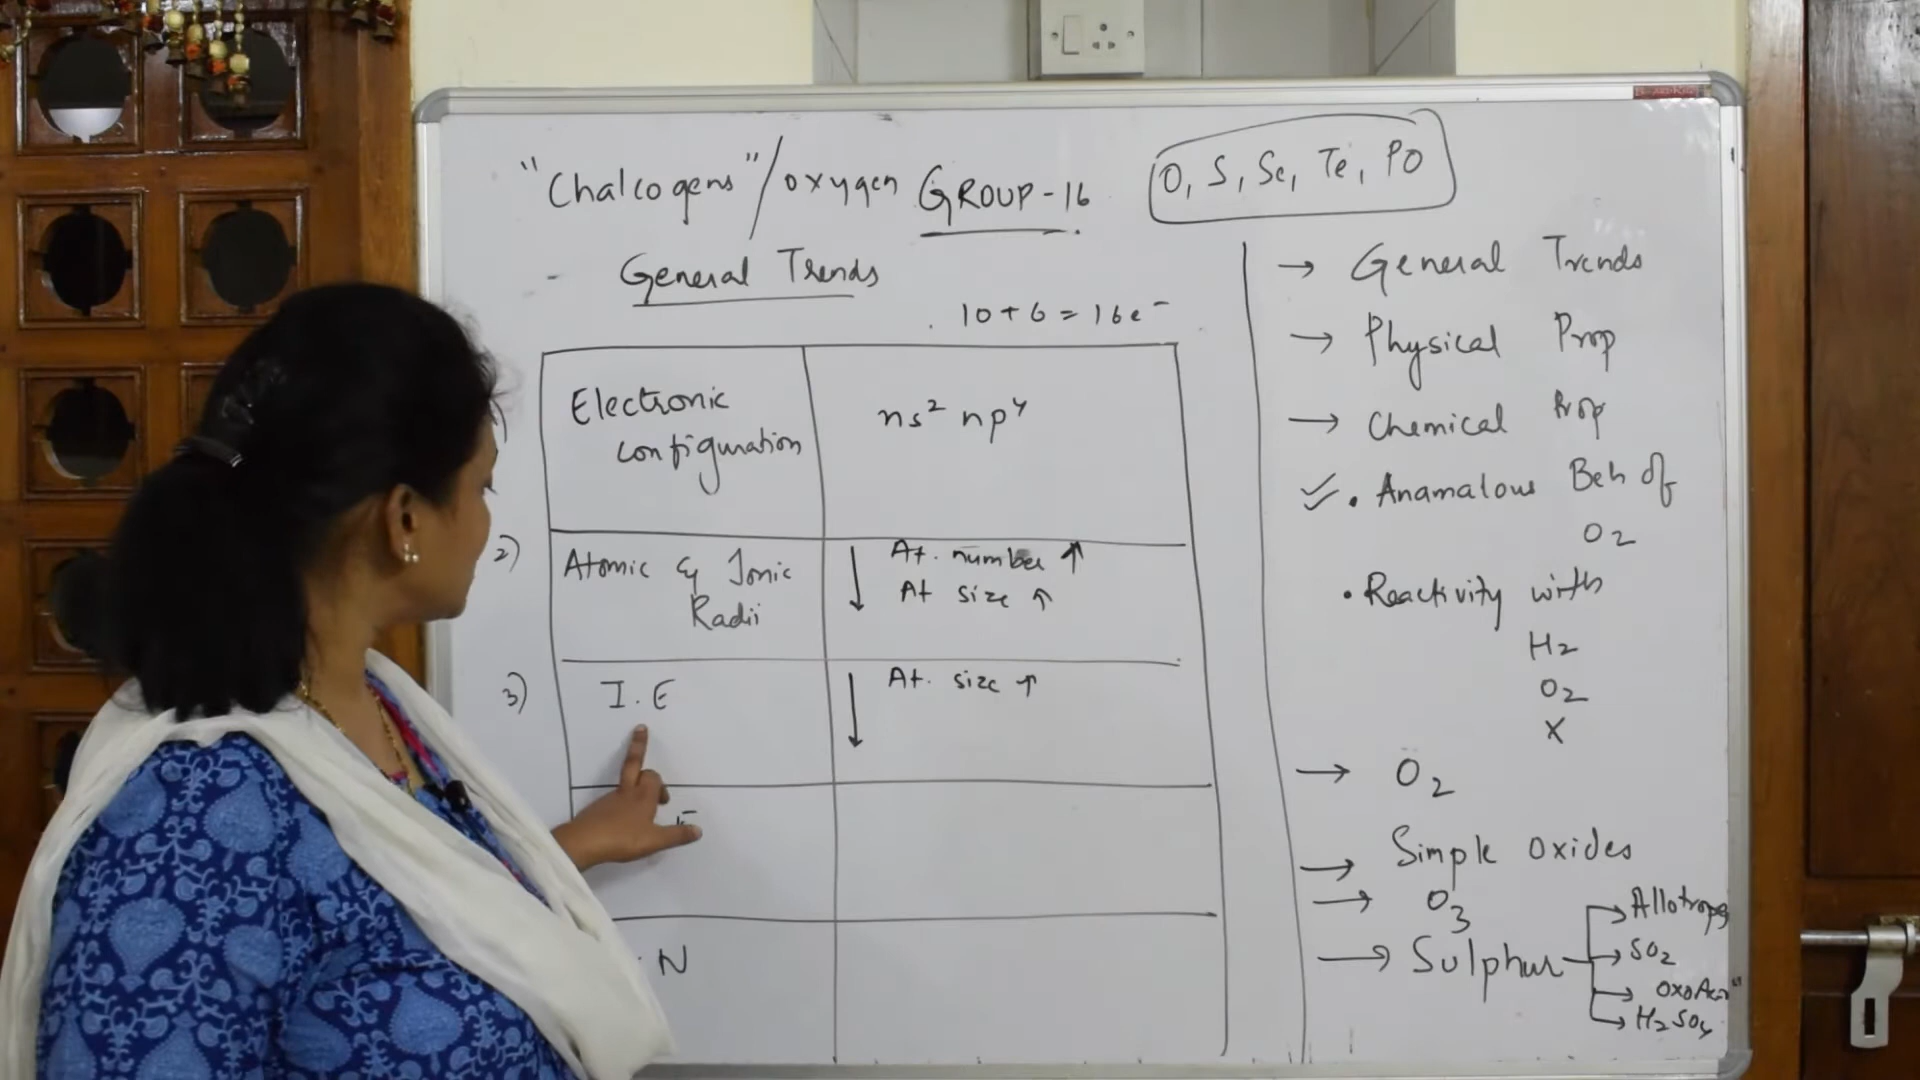 "Chalcogens" / oxygen GROUP-16
O, S, Se, Te, PO
General Trends
10 + 6 = 16e⁻
Electronic configuration
ns² np⁴
2) Atomic & Ionic Radii
↓ At. number ↑
At size ↑
3) I.E
↓ At. size ↑
N
→ General Trends
→ Physical Prop
→ Chemical Prop
• Anamalous Beh of
O₂
• Reactivity with
H₂
O₂
X
→ O₂
→ Simple Oxides
→ O₃
→ Sulphur
→ Allotropes
→ SO₂
→
→ H₂SO₄